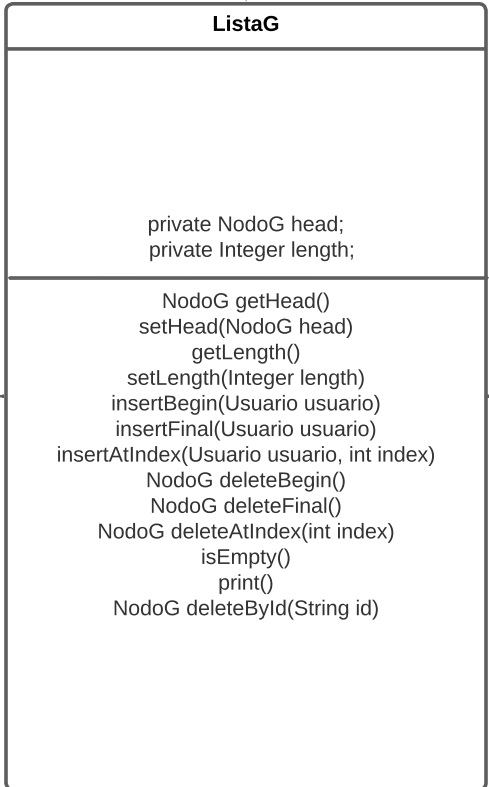 ListaG
private NodoG head;
private Integer length;
NodoG getHead()
setHead(NodoG head)
getLength()
setLength(Integer length)
insertBegin(Usuario usuario)
insertFinal(Usuario usuario)
insertAtIndex(Usuario usuario, int index)
NodoG deleteBegin()
NodoG deleteFinal()
NodoG deleteAtIndex(int index)
isEmpty()
print()
NodoG deleteById(String id)